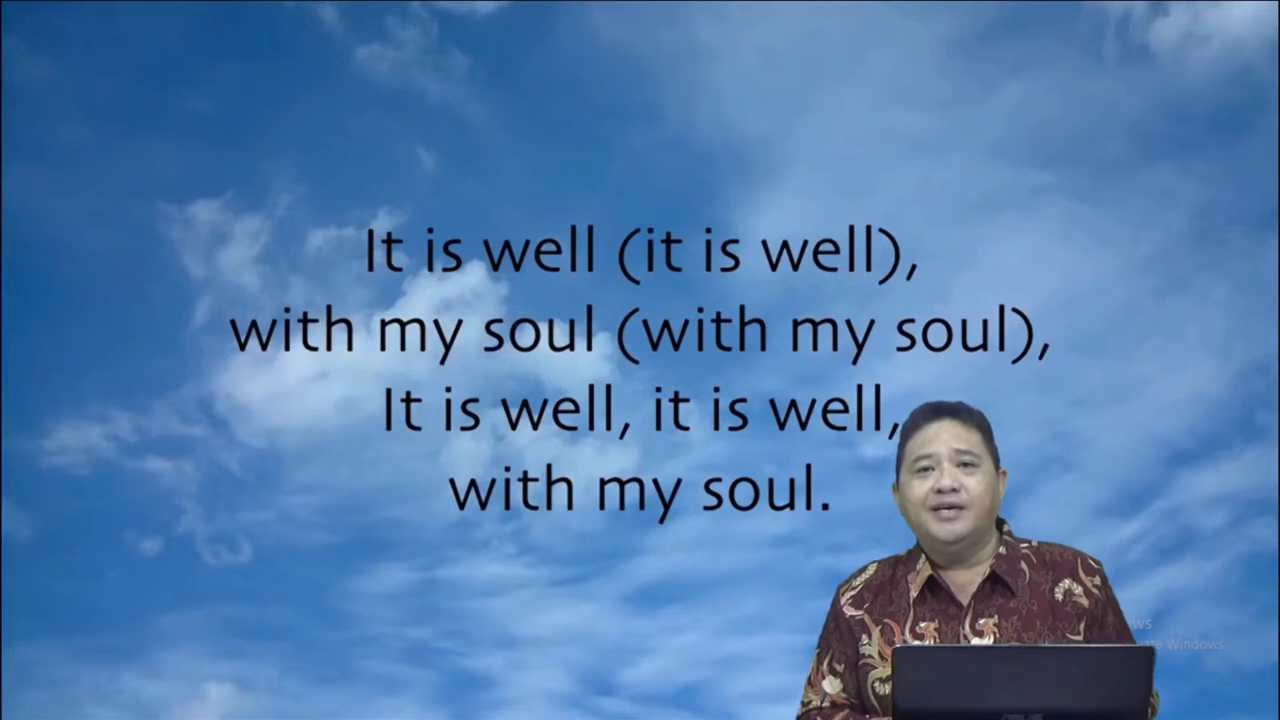 It is well (it is well),
with my soul (with my soul),
It is well, it is well,
with my soul.
Windows